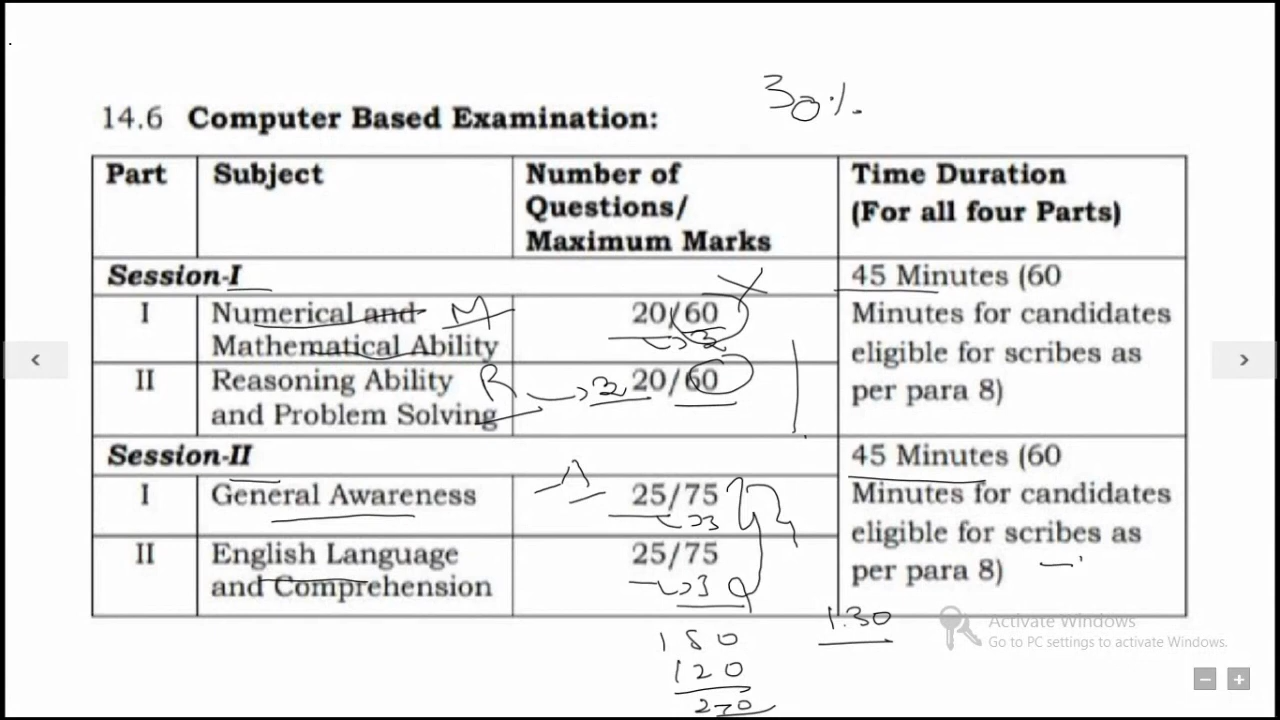 30%
14.6 Computer Based Examination:
Part Subject Number of Questions/ Maximum Marks Time Duration (For all four Parts)
Session-I
45 Minutes (60 Minutes for candidates eligible for scribes as per para 8)
I Numerical and Mathematical Ability M 20/60
3
II Reasoning Ability and Problem Solving R 20/60
Session-II
45 Minutes (60 Minutes for candidates eligible for scribes as per para 8)
I General Awareness 25/75
3
II English Language and Comprehension 25/75
3
1:30
120
Activate Windows
Go to PC settings to activate Windows.